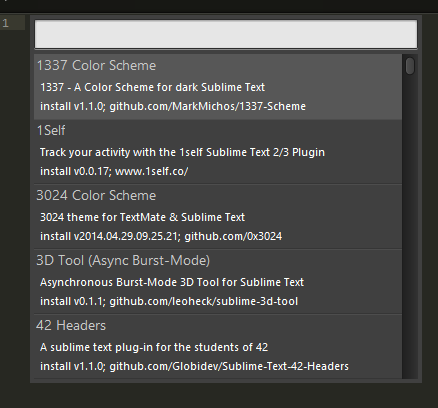 1
1337 Color Scheme
1337 - A Color Scheme for dark Sublime Text
install v1.1.0; github.com/MarkMichos/1337-Scheme
1Self
Track your activity with the 1self Sublime Text 2/3 Plugin
install v0.0.17; www.1self.co/
3024 Color Scheme
3024 theme for TextMate & Sublime Text
install v2014.04.29.09.25.21; github.com/0x3024
3D Tool (Async Burst-Mode)
Asynchronous Burst-Mode 3D Tool for Sublime Text
install v0.1.1; github.com/leoheck/sublime-3d-tool
42 Headers
A sublime text plug-in for the students of 42
install v1.1.0; github.com/Globidev/Sublime-Text-42-Headers